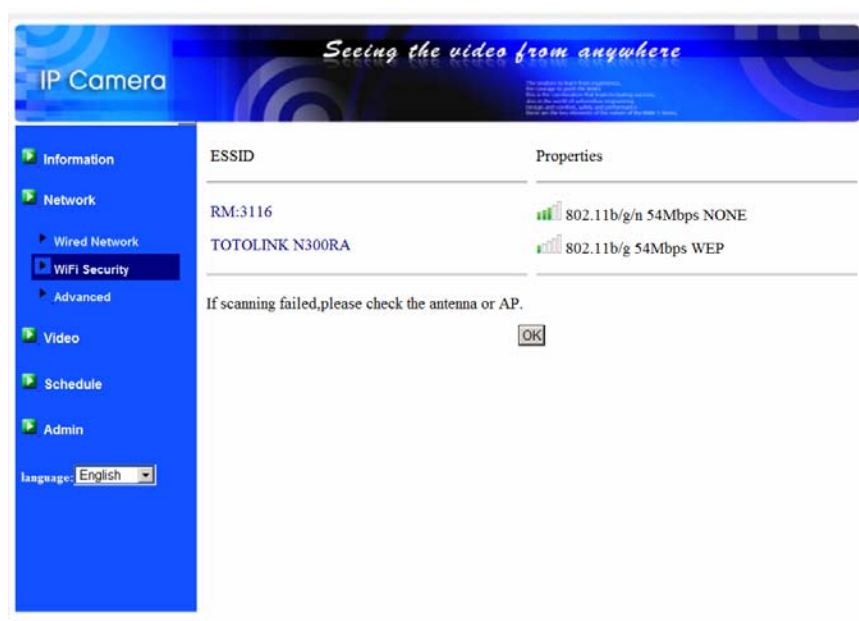 Seeing the video from anywhere
IP Camera
Information
Network
Wired Network
WiFi Security
Advanced
Video
Schedule
Admin
language: English
ESSID Properties
RM:3116 802.11b/g/n 54Mbps NONE
TOTOLINK N300RA 802.11b/g 54Mbps WEP
If scanning failed,please check the antenna or AP.
OK